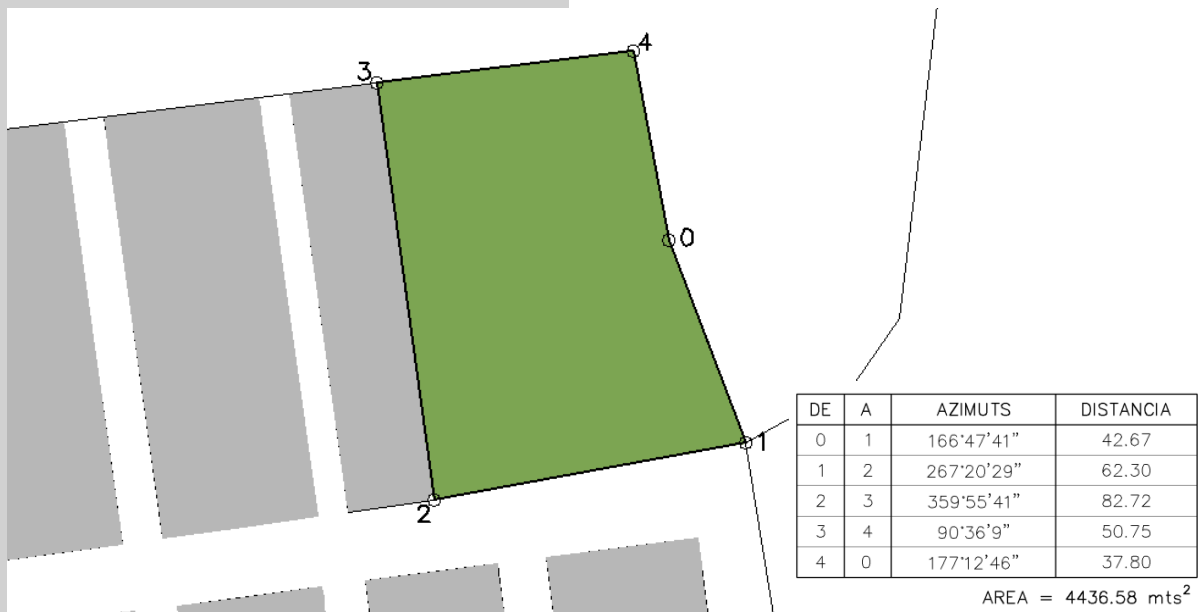 4
3
0
1
2
DE A AZIMUTS DISTANCIA
0 1 166°47'41" 42.67
1 2 267°20'29" 62.30
2 3 359°55'41" 82.72
3 4 90°36'9" 50.75
4 0 177°12'46" 37.80
AREA = 4436.58 mts²